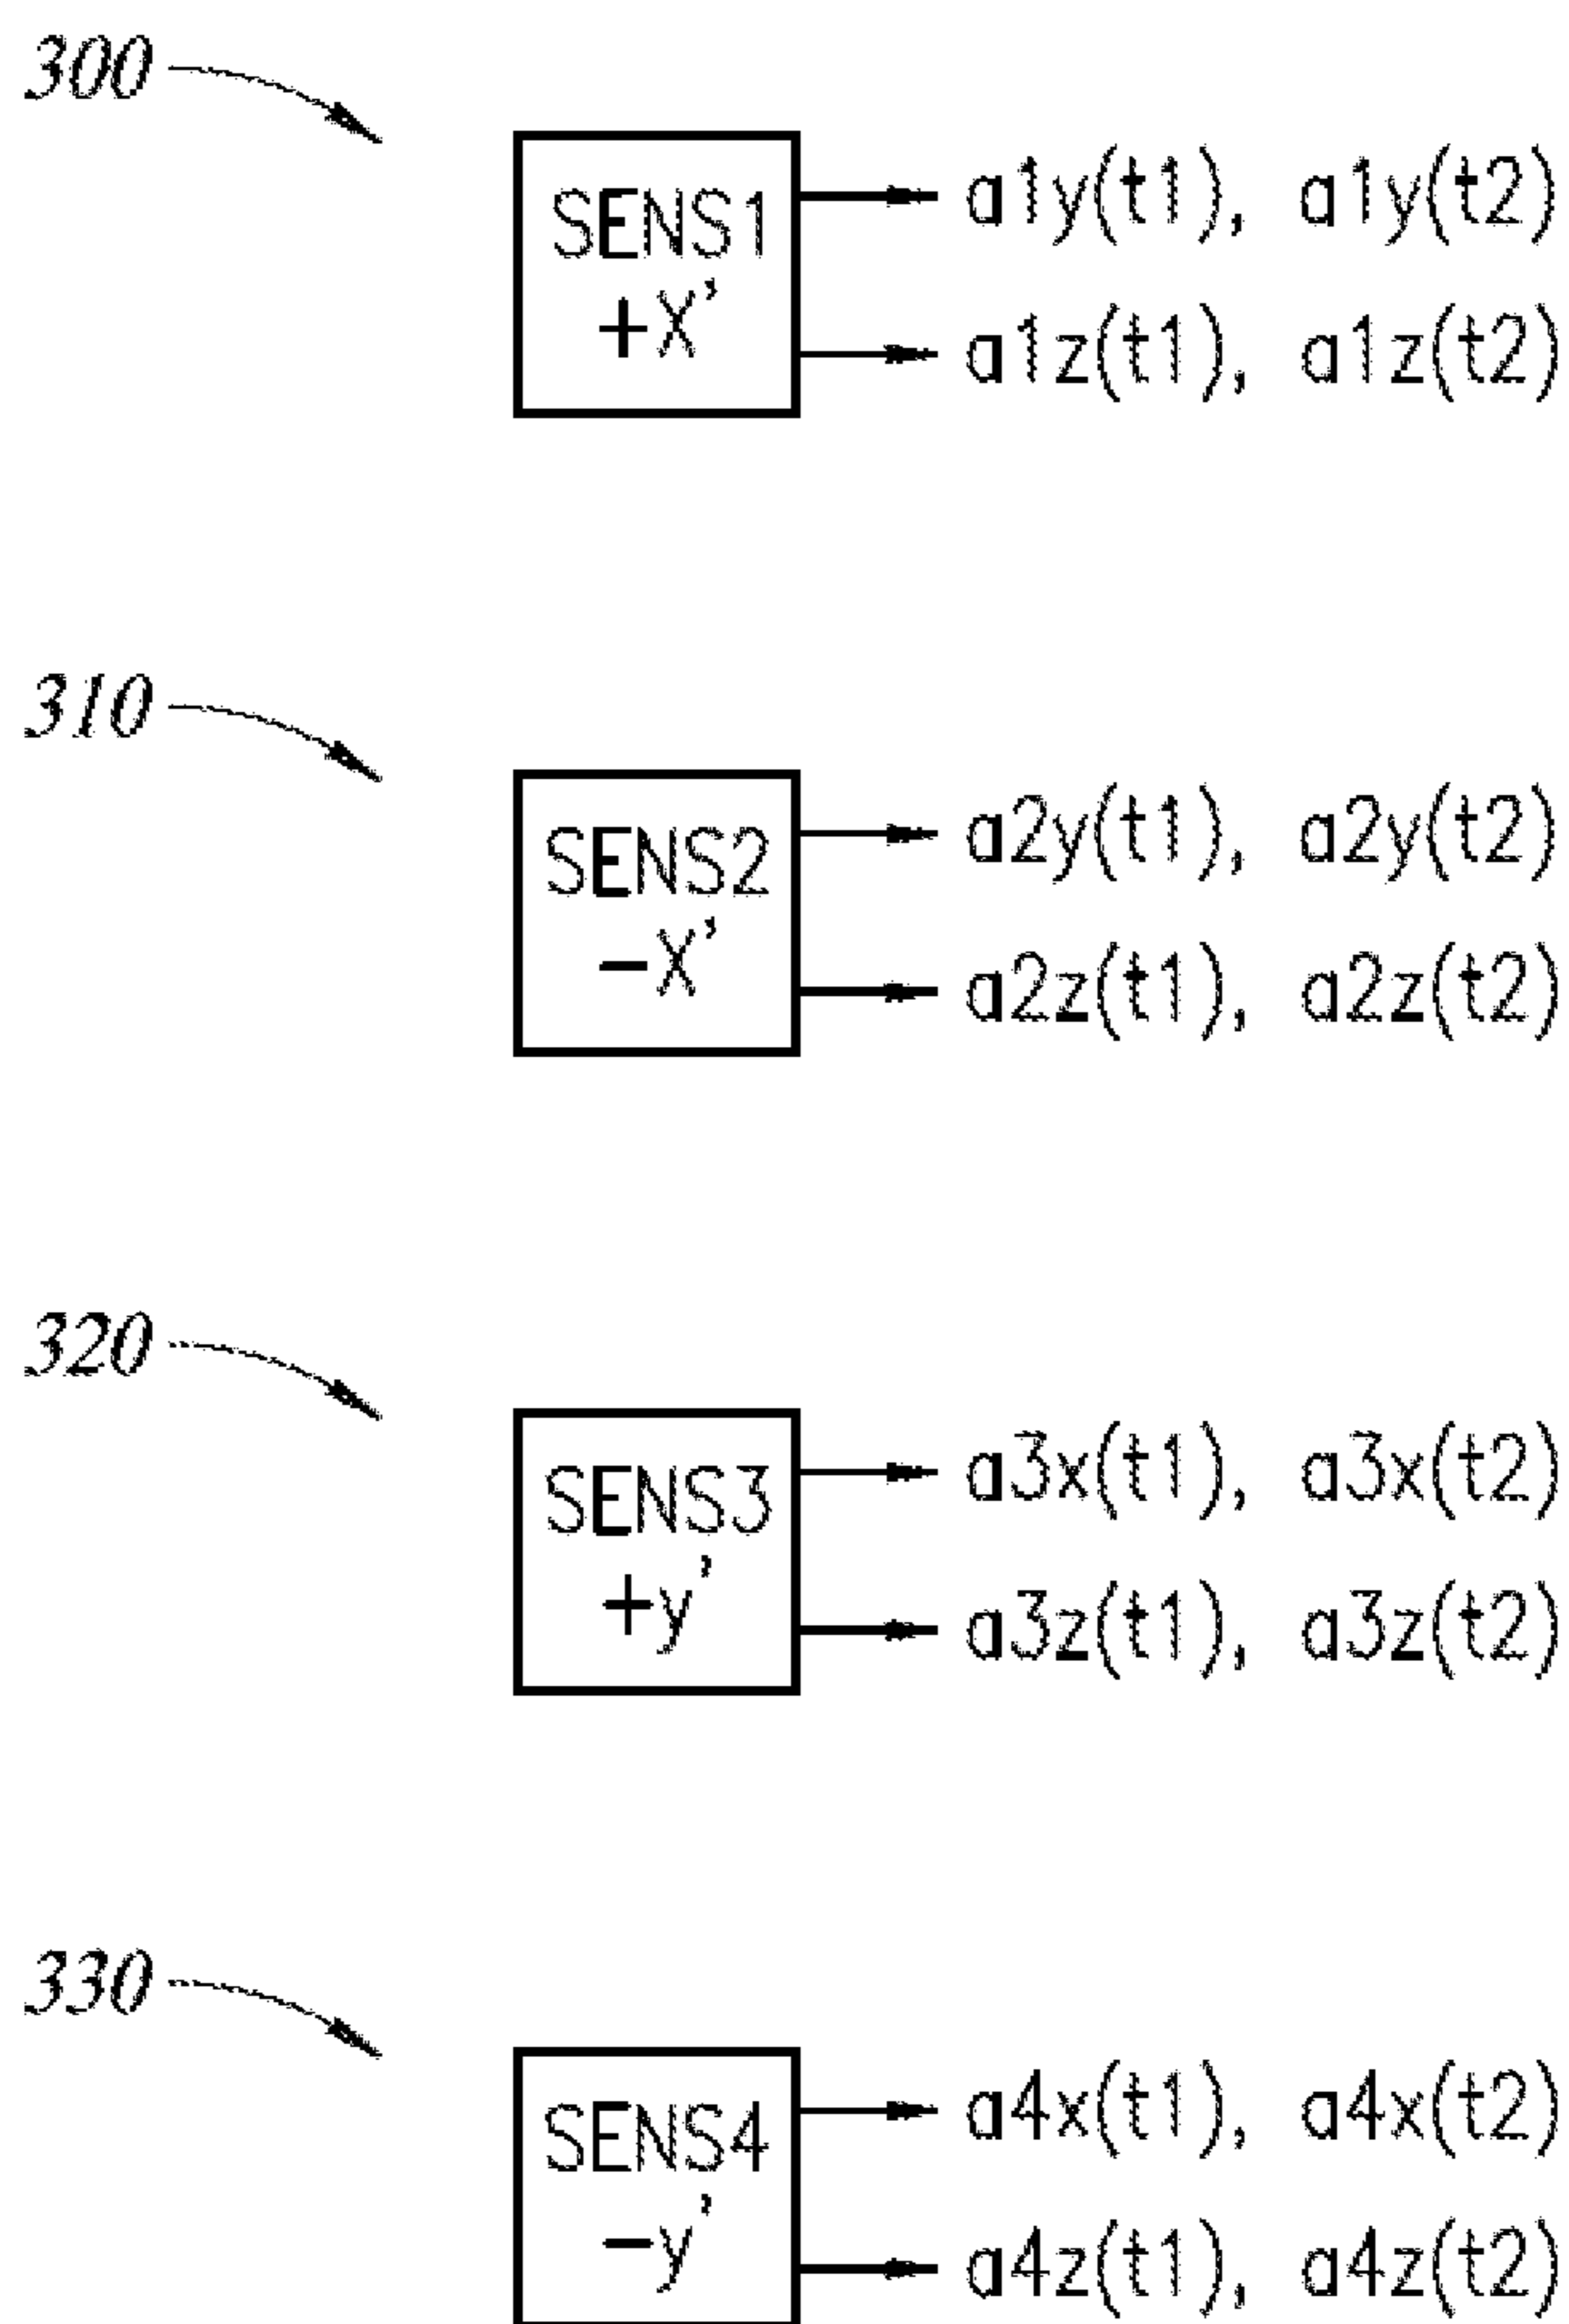 300
SENS1
+X'
a1y(t1), a1y(t2)
a1z(t1), a1z(t2)
310
SENS2
-X'
a2y(t1), a2y(t2)
a2z(t1), a2z(t2)
320
SENS3
+y'
a3x(t1), a3x(t2)
a3z(t1), a3z(t2)
330
SENS4
-y'
a4x(t1), a4x(t2)
a4z(t1), a4z(t2)